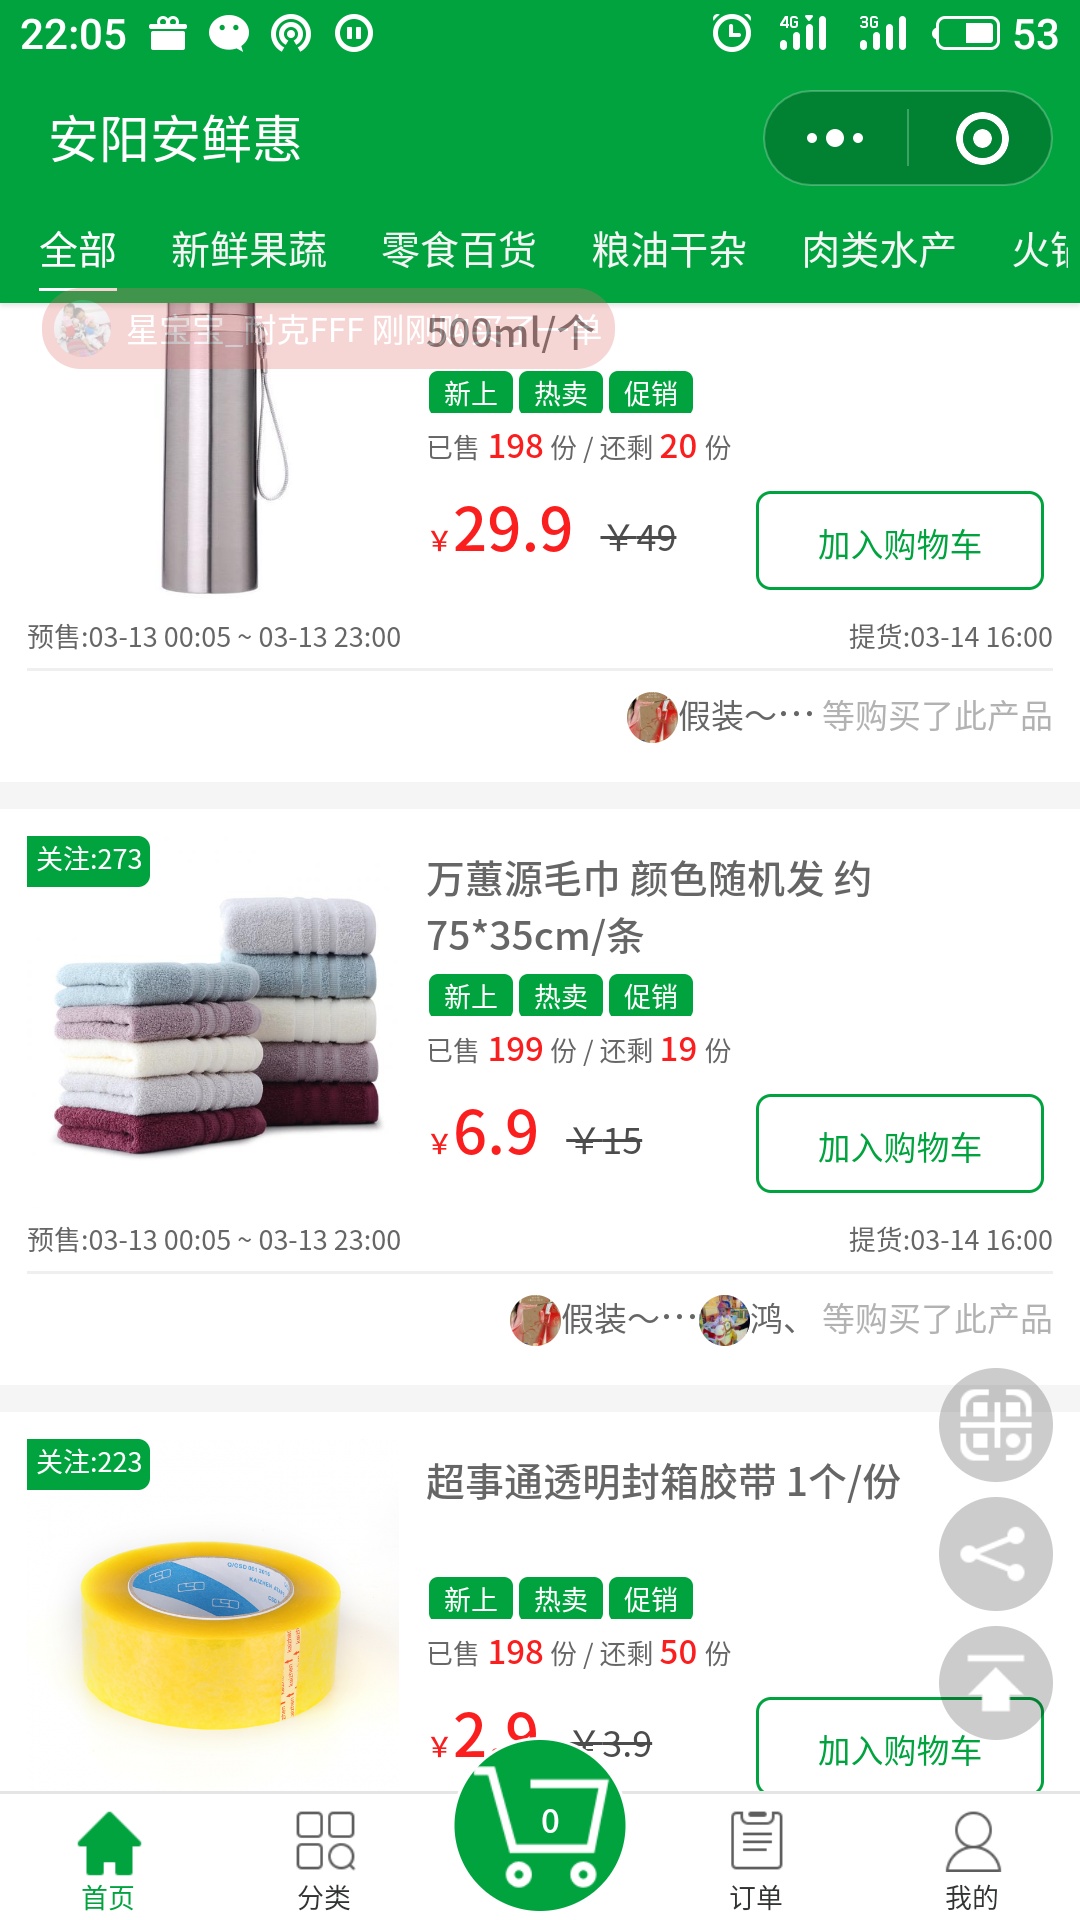 22:05 4G 3G 53
安阳安鲜惠
全部 新鲜果蔬 零食百货 粮油干杂 肉类水产
星宝宝_耐克FFF 刚刚购买了一单
500ml/个
新上 热卖 促销
已售 198 份 / 还剩 20 份
¥29.9 ¥49
加入购物车
预售:03-13 00:05 ~ 03-13 23:00 提货:03-14 16:00
假装～··· 等购买了此产品
关注:273
万蕙源毛巾 颜色随机发 约
75*35cm/条
新上 热卖 促销
已售 199 份 / 还剩 19 份
¥6.9 ¥15
加入购物车
预售:03-13 00:05 ~ 03-13 23:00 提货:03-14 16:00
假装～··· 鸿、 等购买了此产品
关注:223
超事通透明封箱胶带 1个/份
新上 热卖 促销
已售 198 份 / 还剩 50 份
¥2.9 ¥3.9
加入购物车
0
首页 分类 订单 我的